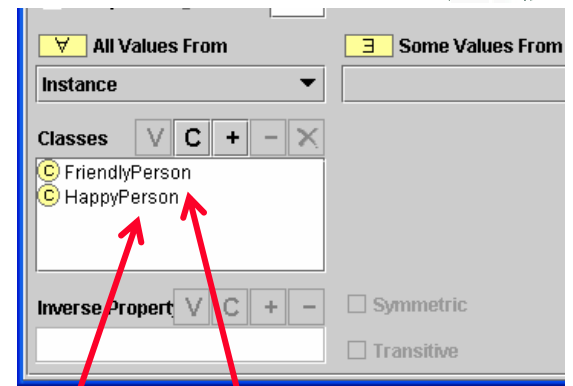 ∀ All Values From
∃ Some Values From
Instance
Classes V C + − X
C FriendlyPerson
C HappyPerson
Inverse Propert V C + −
Symmetric
Transitive